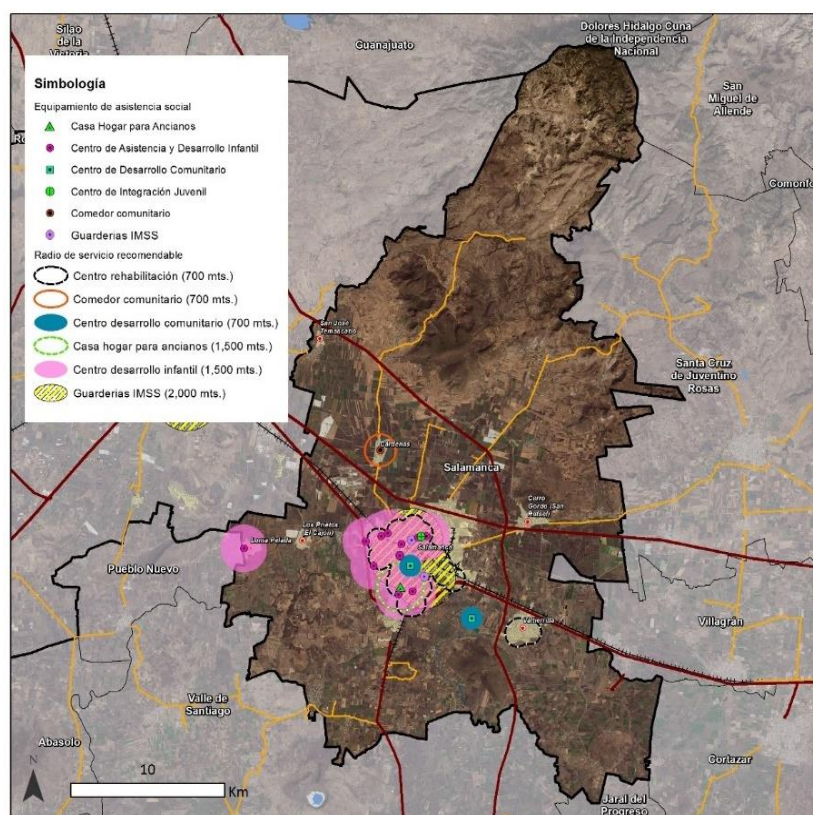 Silao
de la
Victoria
Guanajuato
Dolores Hidalgo Cuna
de la Independencia
Nacional
San
Miguel de
Allende
Simbología
Equipamiento de asistencia social
Casa Hogar para Ancianos
Centro de Asistencia y Desarrollo Infantil
Centro de Desarrollo Comunitario
Centro de Integración Juvenil
Comedor comunitario
Guarderias IMSS
Radio de servicio recomendable
Centro rehabilitación (700 mts.)
Comedor comunitario (700 mts.)
Centro desarrollo comunitario (700 mts.)
Casa hogar para ancianos (1,500 mts.)
Centro desarrollo infantil (1,500 mts.)
Guarderias IMSS (2,000 mts.)
San José
Temascatío
Santa Cruz
de Juventino
Rosas
Cárdenas
Salamanca
Cerro
Gordo (San
Rafael)
Loma Pelada
Los Prietos
(El Cajón)
Salamanca
Pueblo Nuevo
Valtierrilla
Villagrán
Valle de
Santiago
Abasolo
Cortazar
Jaral del
Progreso
N
10
Km